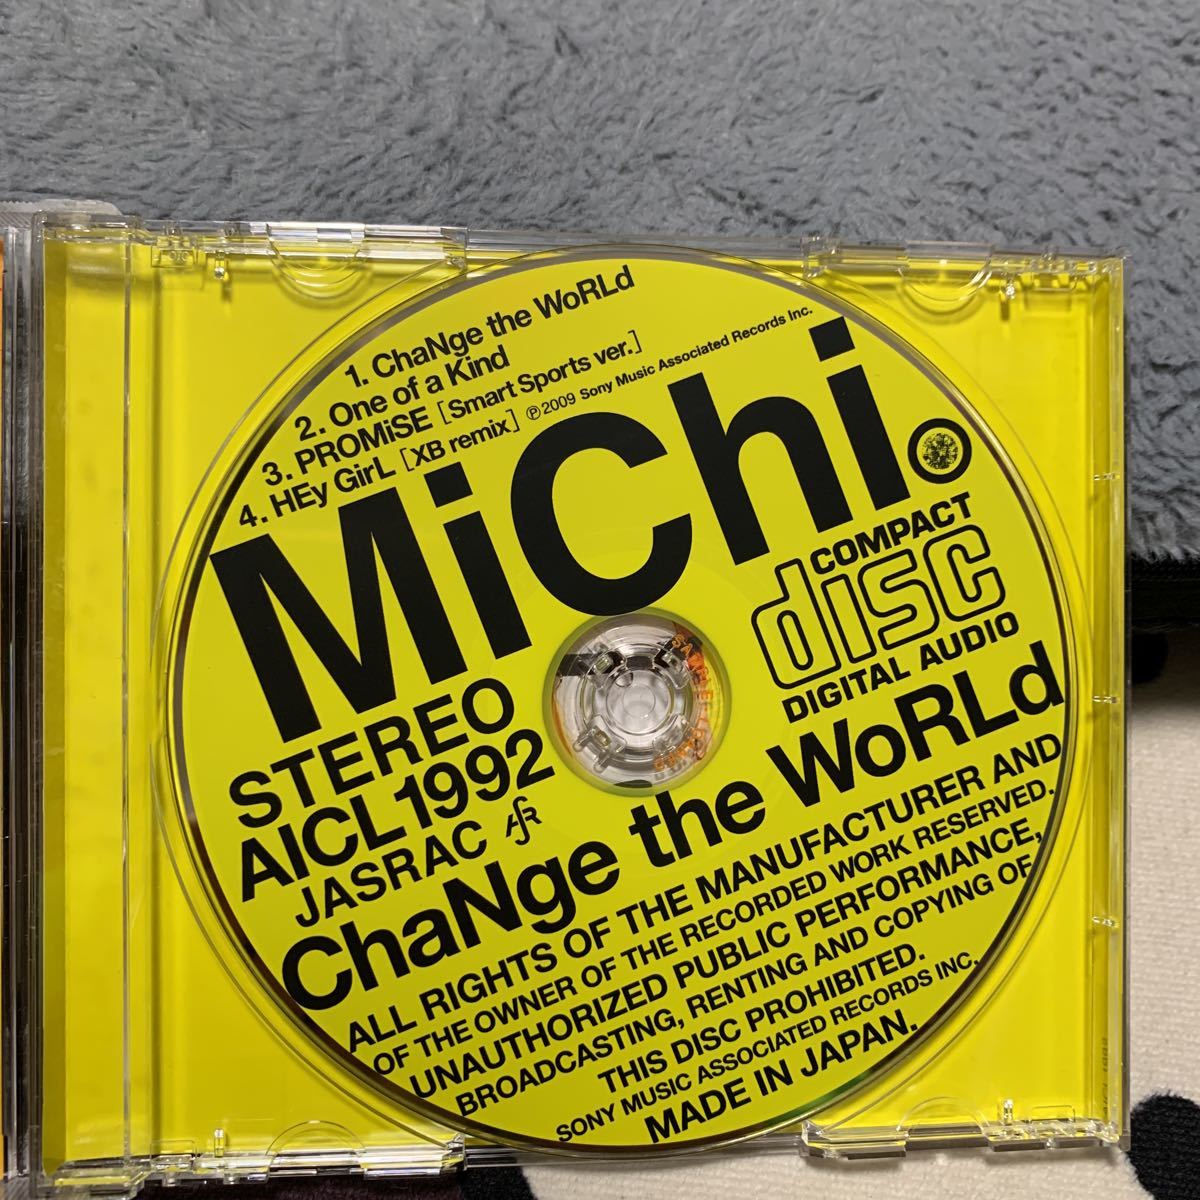 1. ChaNge the WoRLd
2. One of a Kind
3. PROMiSE [Smart Sports ver.]
4. HEy GirL [XB remix] ℗2009 Sony Music Associated Records Inc.
MiChi.
COMPACT
disc
DIGITAL AUDIO
STEREO
AICL 1992
JASRAC
ChaNge the WoRLd
ALL RIGHTS OF THE MANUFACTURER AND
OF THE OWNER OF THE RECORDED WORK RESERVED.
UNAUTHORIZED PUBLIC PERFORMANCE,
BROADCASTING, RENTING AND COPYING OF
THIS DISC PROHIBITED.
SONY MUSIC ASSOCIATED RECORDS INC.
MADE IN JAPAN.